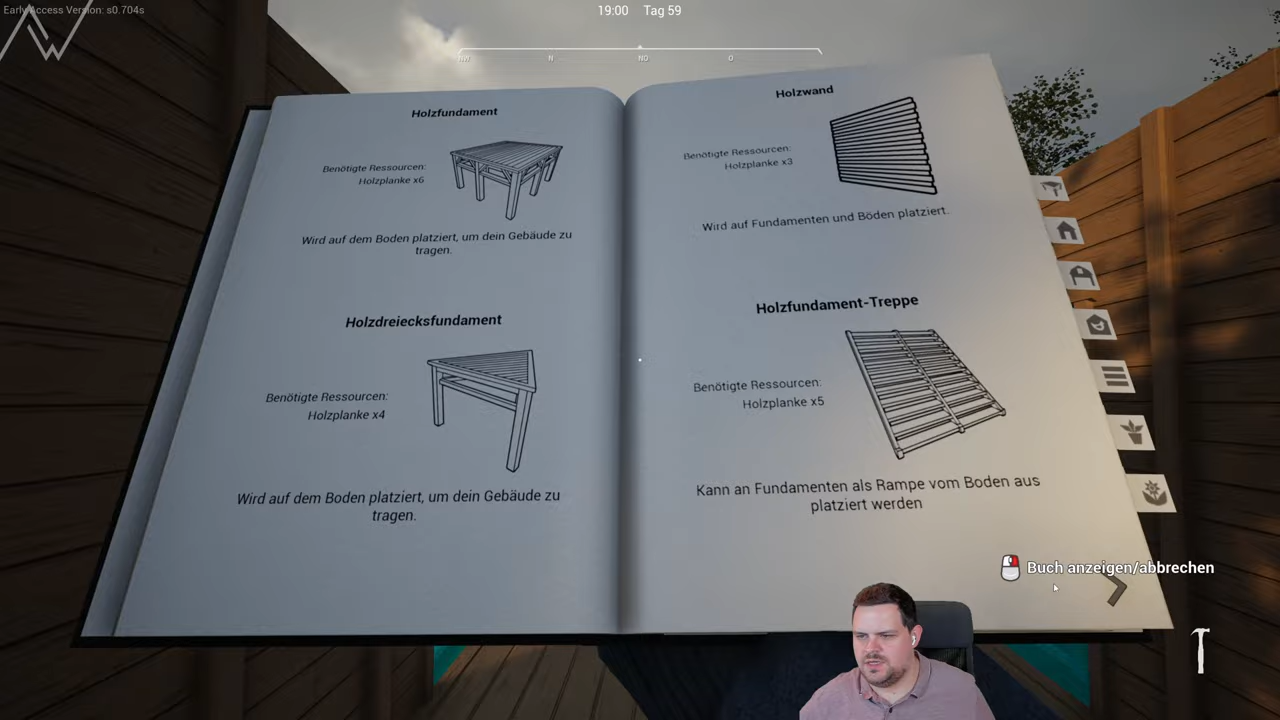 Early Access Version: s0.704s
19:00 Tag 59
NW N NO O
Holzfundament
Benötigte Ressourcen:
Holzplanke x6
Wird auf dem Boden platziert, um dein Gebäude zu
tragen.
Holzdreiecksfundament
Benötigte Ressourcen:
Holzplanke x4
Wird auf dem Boden platziert, um dein Gebäude zu
tragen.
Holzwand
Benötigte Ressourcen:
Holzplanke x3
Wird auf Fundamenten und Böden platziert.
Holzfundament-Treppe
Benötigte Ressourcen:
Holzplanke x5
Kann an Fundamenten als Rampe vom Boden aus
platziert werden
Buch anzeigen/abbrechen